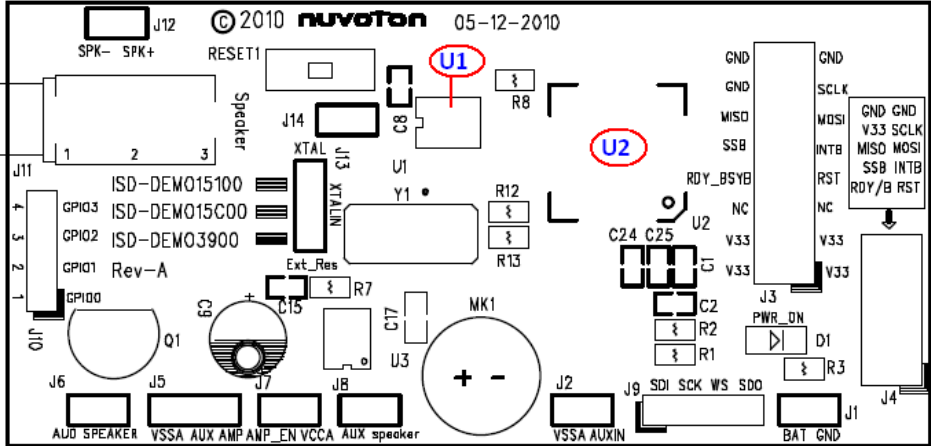 J12
© 2010 nuvoTon 05-12-2010
SPK- SPK+
RESET1
U1
R8
C8
J14
Speaker
1 2 3
J11
XTAL
J13
XTALIN
Ext_Res
U1
U2
U2
Y1
R12
R13
ISD-DEMO15100
ISD-DEMO15C00
ISD-DEMO3900
Rev-A
4 GPIO3
3 GPIO2
2 GPIO1
1 GPIO0
J10
Q1
C9
+
C15
R7
C17
U3
MK1
+ -
C24 C25 C1
C2
R2
R1
GND GND
GND SCLK
MISO MOSI
SSB INTB
RDY_BSYB RST
NC NC
V33 V33
V33 V33
J3
GND GND
V33 SCLK
MISO MOSI
SSB INTB
RDY/B RST
J4
PWR_ON
D1
R3
J6
AUD SPEAKER
J5
VSSA AUX AMP
J7
AMP_EN VCCA
J8
AUX speaker
J2
VSSA AUXIN
J9
SDI SCK WS SDO
J1
BAT GND